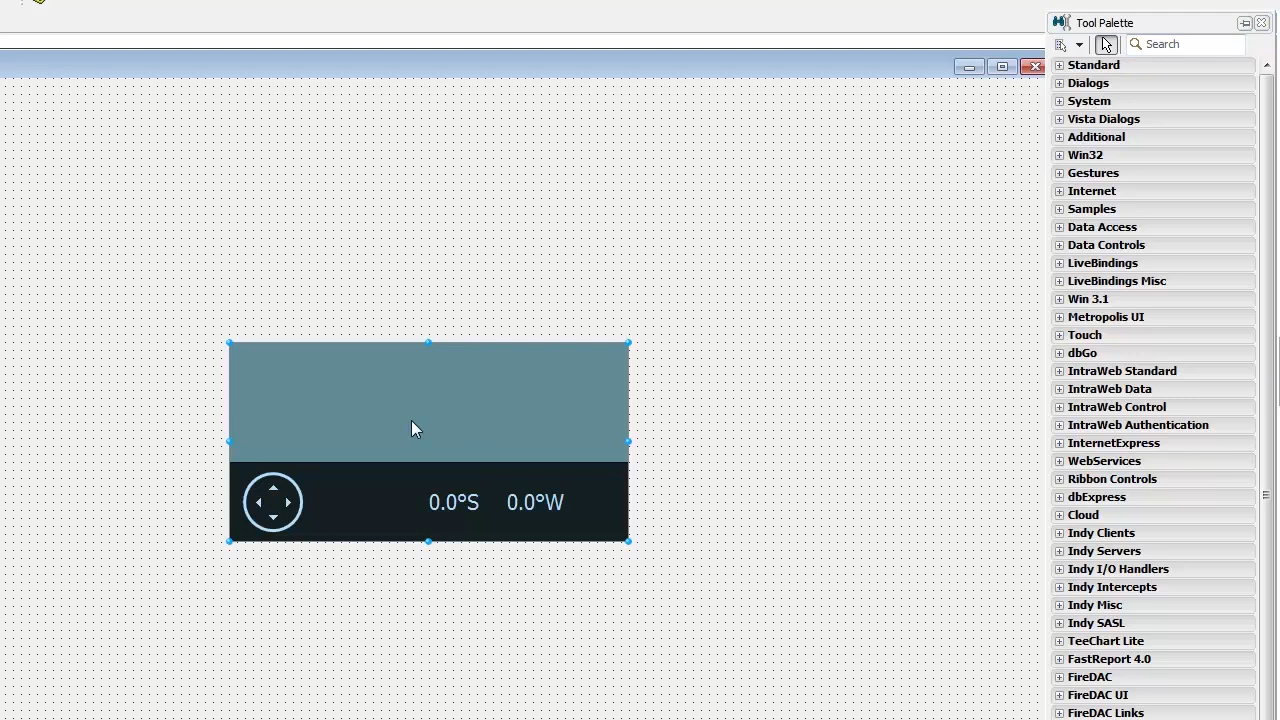 Tool Palette
Search
Standard
Dialogs
System
Vista Dialogs
Additional
Win32
Gestures
Internet
Samples
Data Access
Data Controls
LiveBindings
LiveBindings Misc
Win 3.1
Metropolis UI
Touch
dbGo
IntraWeb Standard
IntraWeb Data
IntraWeb Control
IntraWeb Authentication
InternetExpress
WebServices
Ribbon Controls
dbExpress
Cloud
Indy Clients
Indy Servers
Indy I/O Handlers
Indy Intercepts
Indy Misc
Indy SASL
TeeChart Lite
FastReport 4.0
FireDAC
FireDAC UI
FireDAC Links
0.0°S 0.0°W